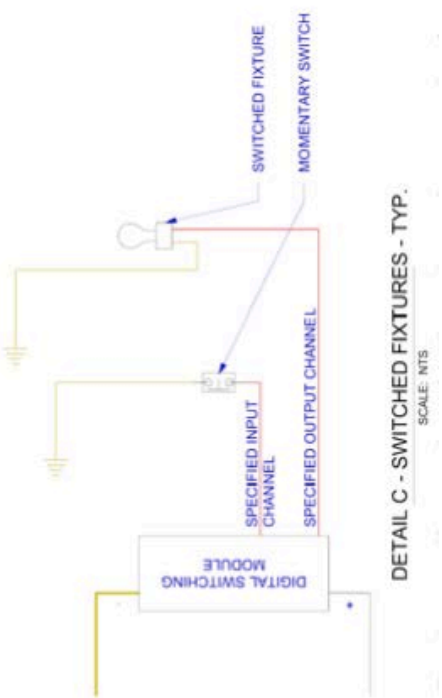 SWITCHED FIXTURE
MOMENTARY SWITCH
SPECIFIED INPUT
CHANNEL
SPECIFIED OUTPUT CHANNEL
DIGITAL SWITCHING
MODULE
-
+
DETAIL C - SWITCHED FIXTURES - TYP.
SCALE: NTS